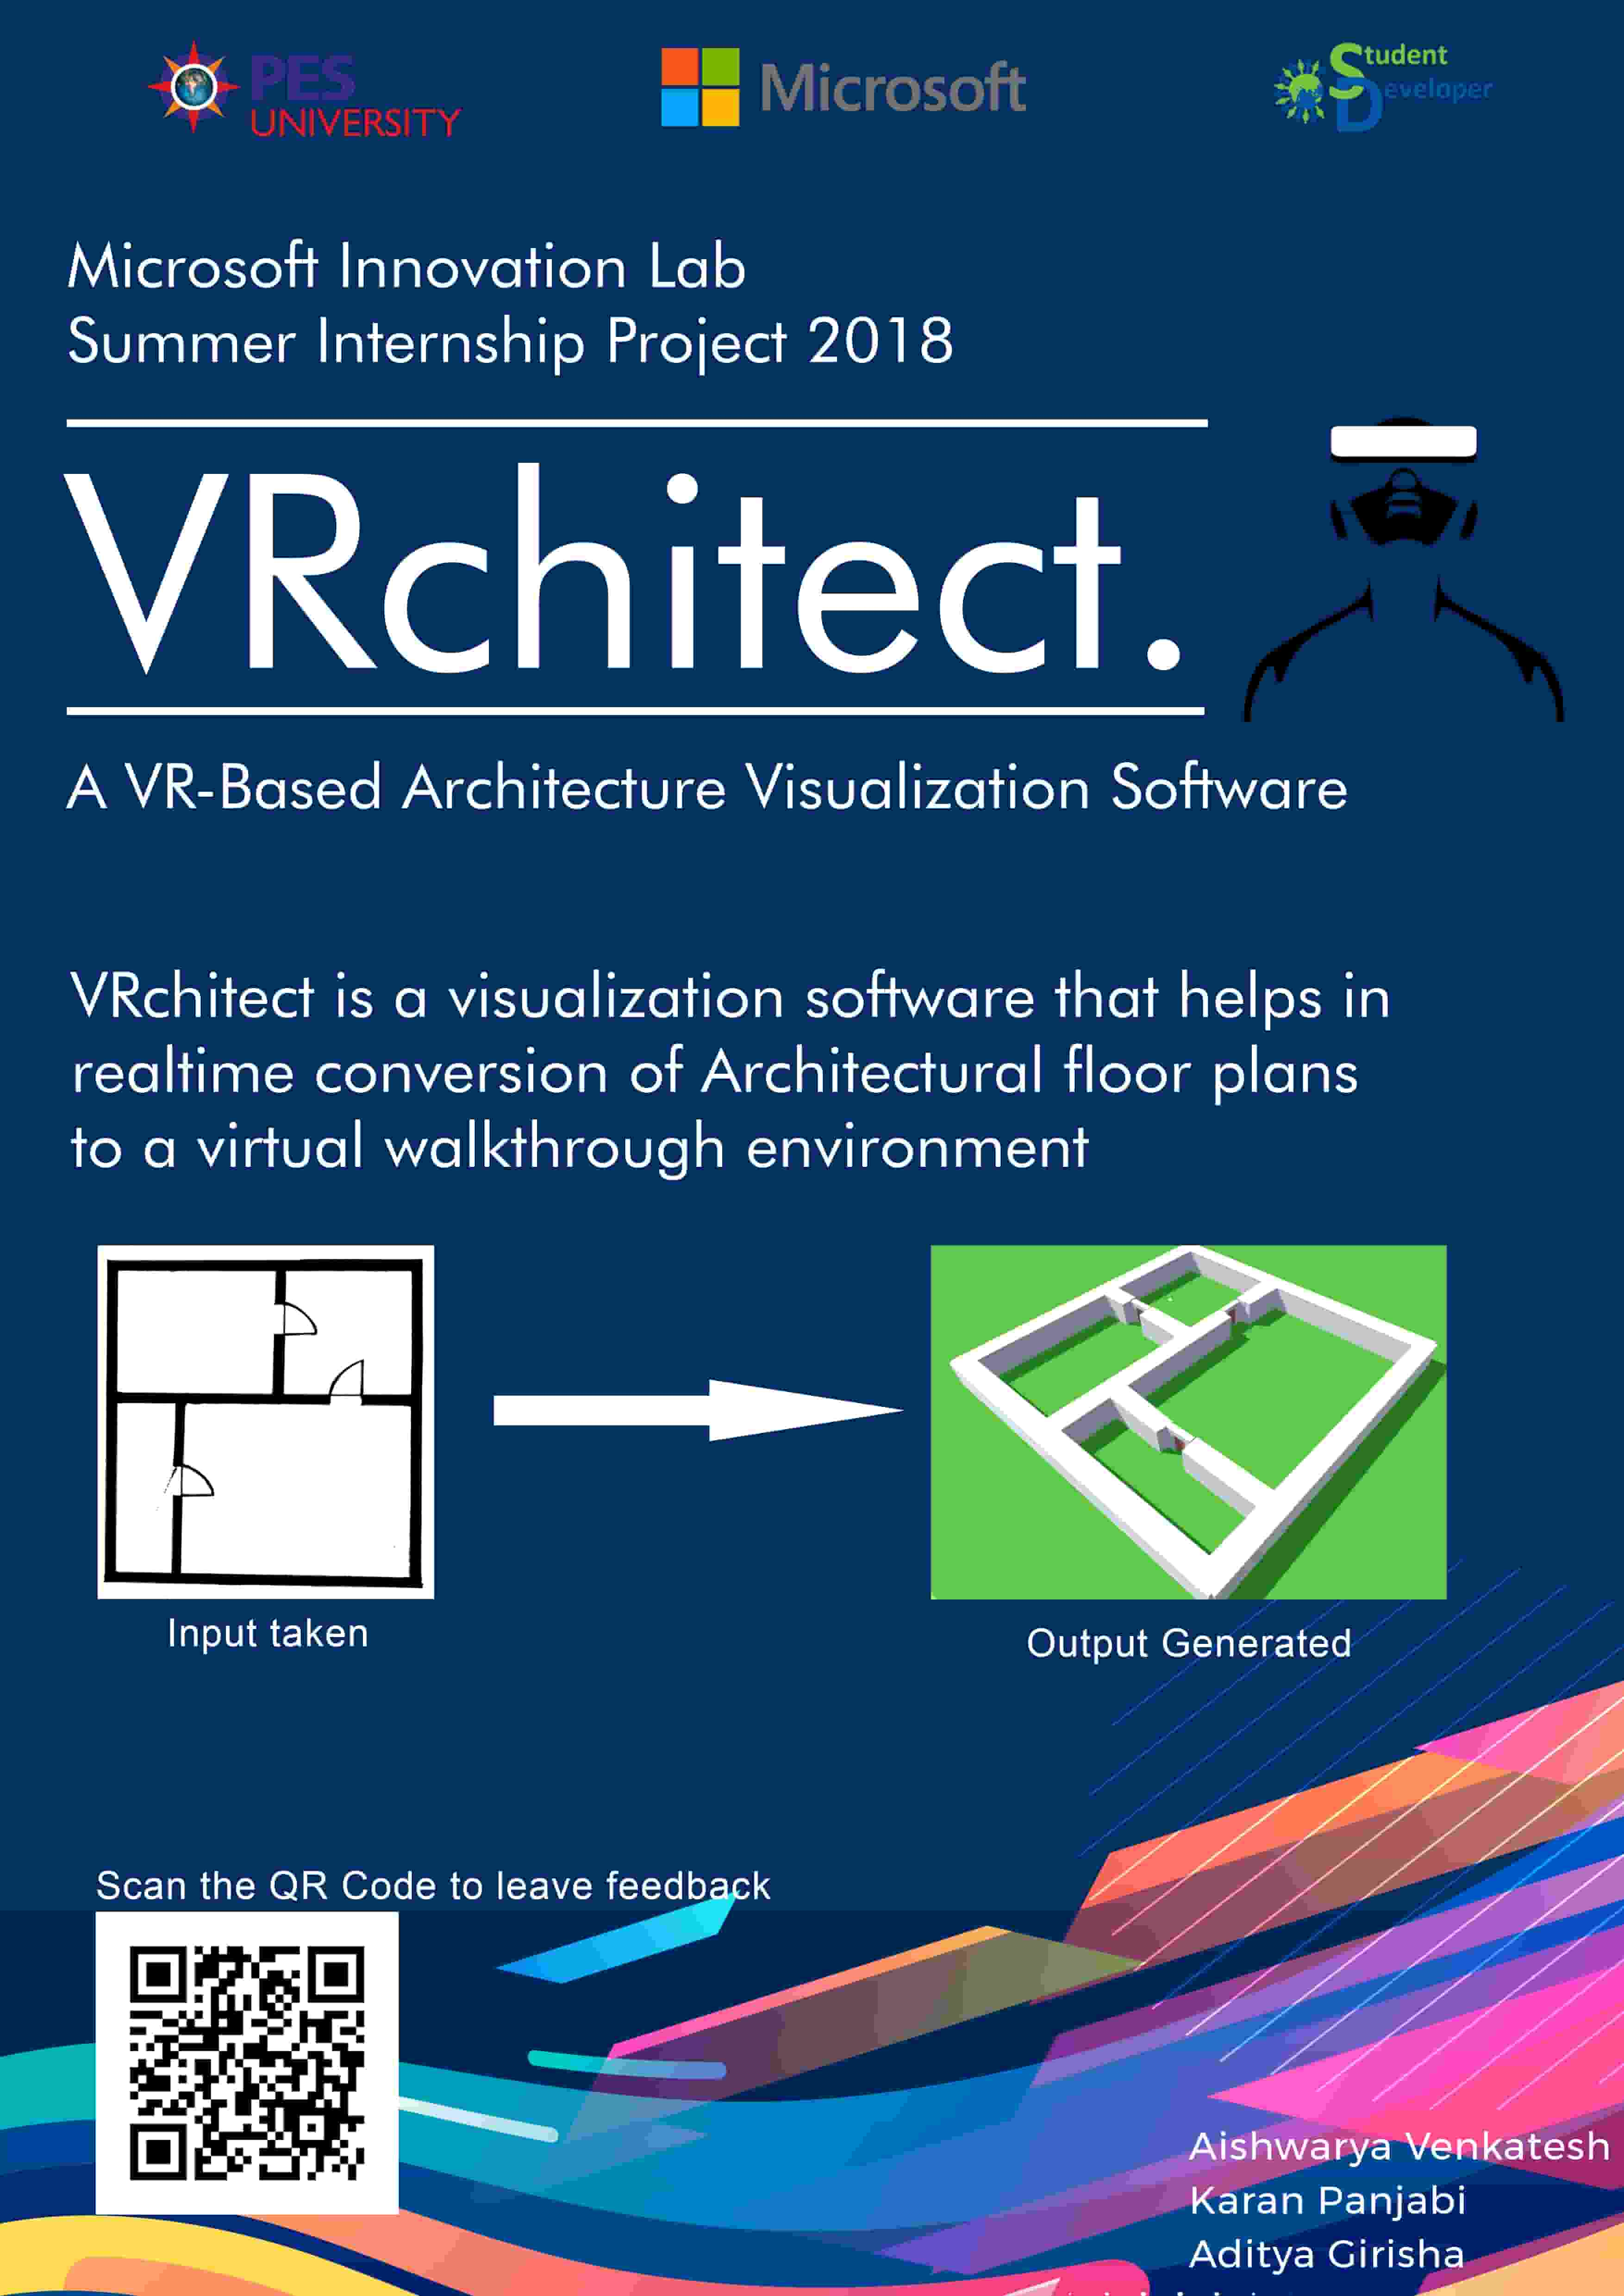 PES
UNIVERSITY
Microsoft
Student
Developer
Microsoft Innovation Lab
Summer Internship Project 2018
VRchitect.
A VR-Based Architecture Visualization Software
VRchitect is a visualization software that helps in
realtime conversion of Architectural floor plans
to a virtual walkthrough environment
Input taken
Output Generated
Scan the QR Code to leave feedback
Aishwarya Venkatesh
Karan Panjabi
Aditya Girisha